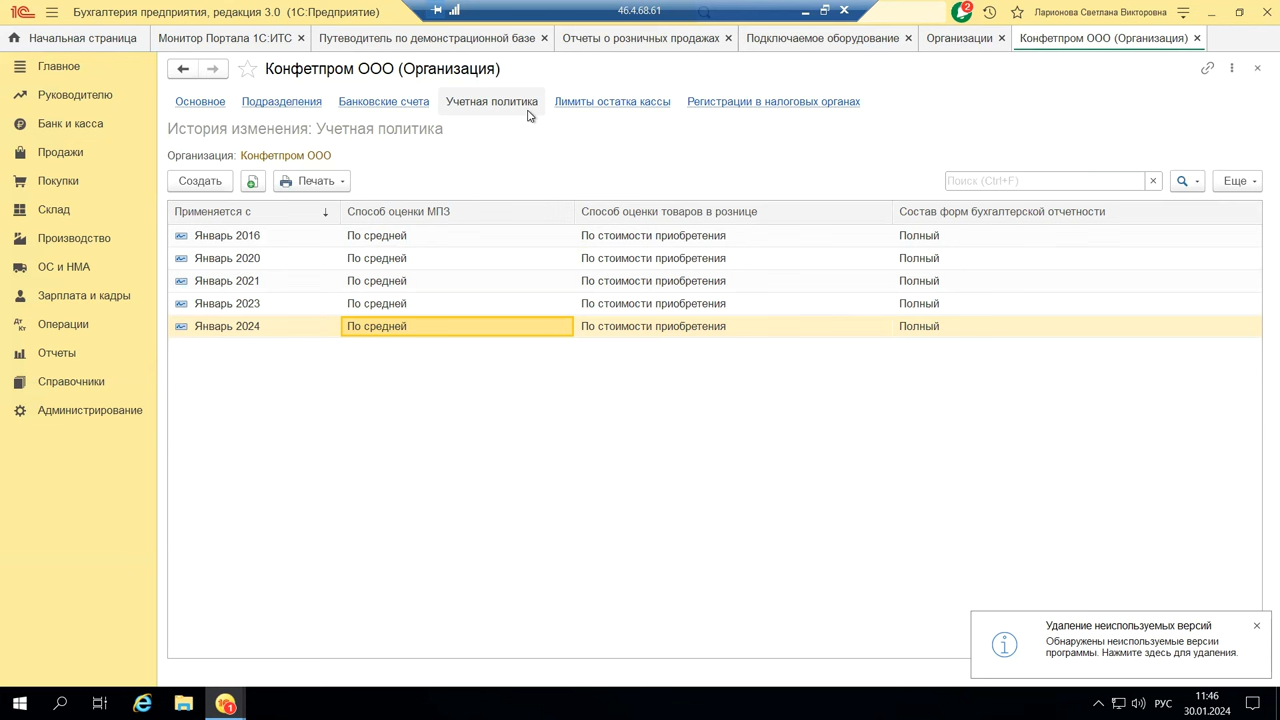 Бухгалтерия предприятия, редакция 3.0 (1С:Предприятие)
46.4.68.61
2
Ларионова Светлана Викторовна
Начальная страница
Монитор Портала 1С:ИТС
Путеводитель по демонстрационной базе
Отчеты о розничных продажах
Подключаемое оборудование
Организации
Конфетпром ООО (Организация)
Главное
Руководителю
Банк и касса
Продажи
Покупки
Склад
Производство
ОС и НМА
Зарплата и кадры
Дт Кт
Операции
Отчеты
Справочники
Администрирование
Конфетпром ООО (Организация)
Основное Подразделения Банковские счета Учетная политика Лимиты остатка кассы Регистрации в налоговых органах
История изменения: Учетная политика
Организация: Конфетпром ООО
Создать Печать Поиск (Ctrl+F) Еще
Применяется с ↓ Способ оценки МПЗ Способ оценки товаров в рознице Состав форм бухгалтерской отчетности
Январь 2016 По средней По стоимости приобретения Полный
Январь 2020 По средней По стоимости приобретения Полный
Январь 2021 По средней По стоимости приобретения Полный
Январь 2023 По средней По стоимости приобретения Полный
Январь 2024 По средней По стоимости приобретения Полный
Удаление неиспользуемых версий
Обнаружены неиспользуемые версии
программы. Нажмите здесь для удаления.
1
РУС
11:46
30.01.2024